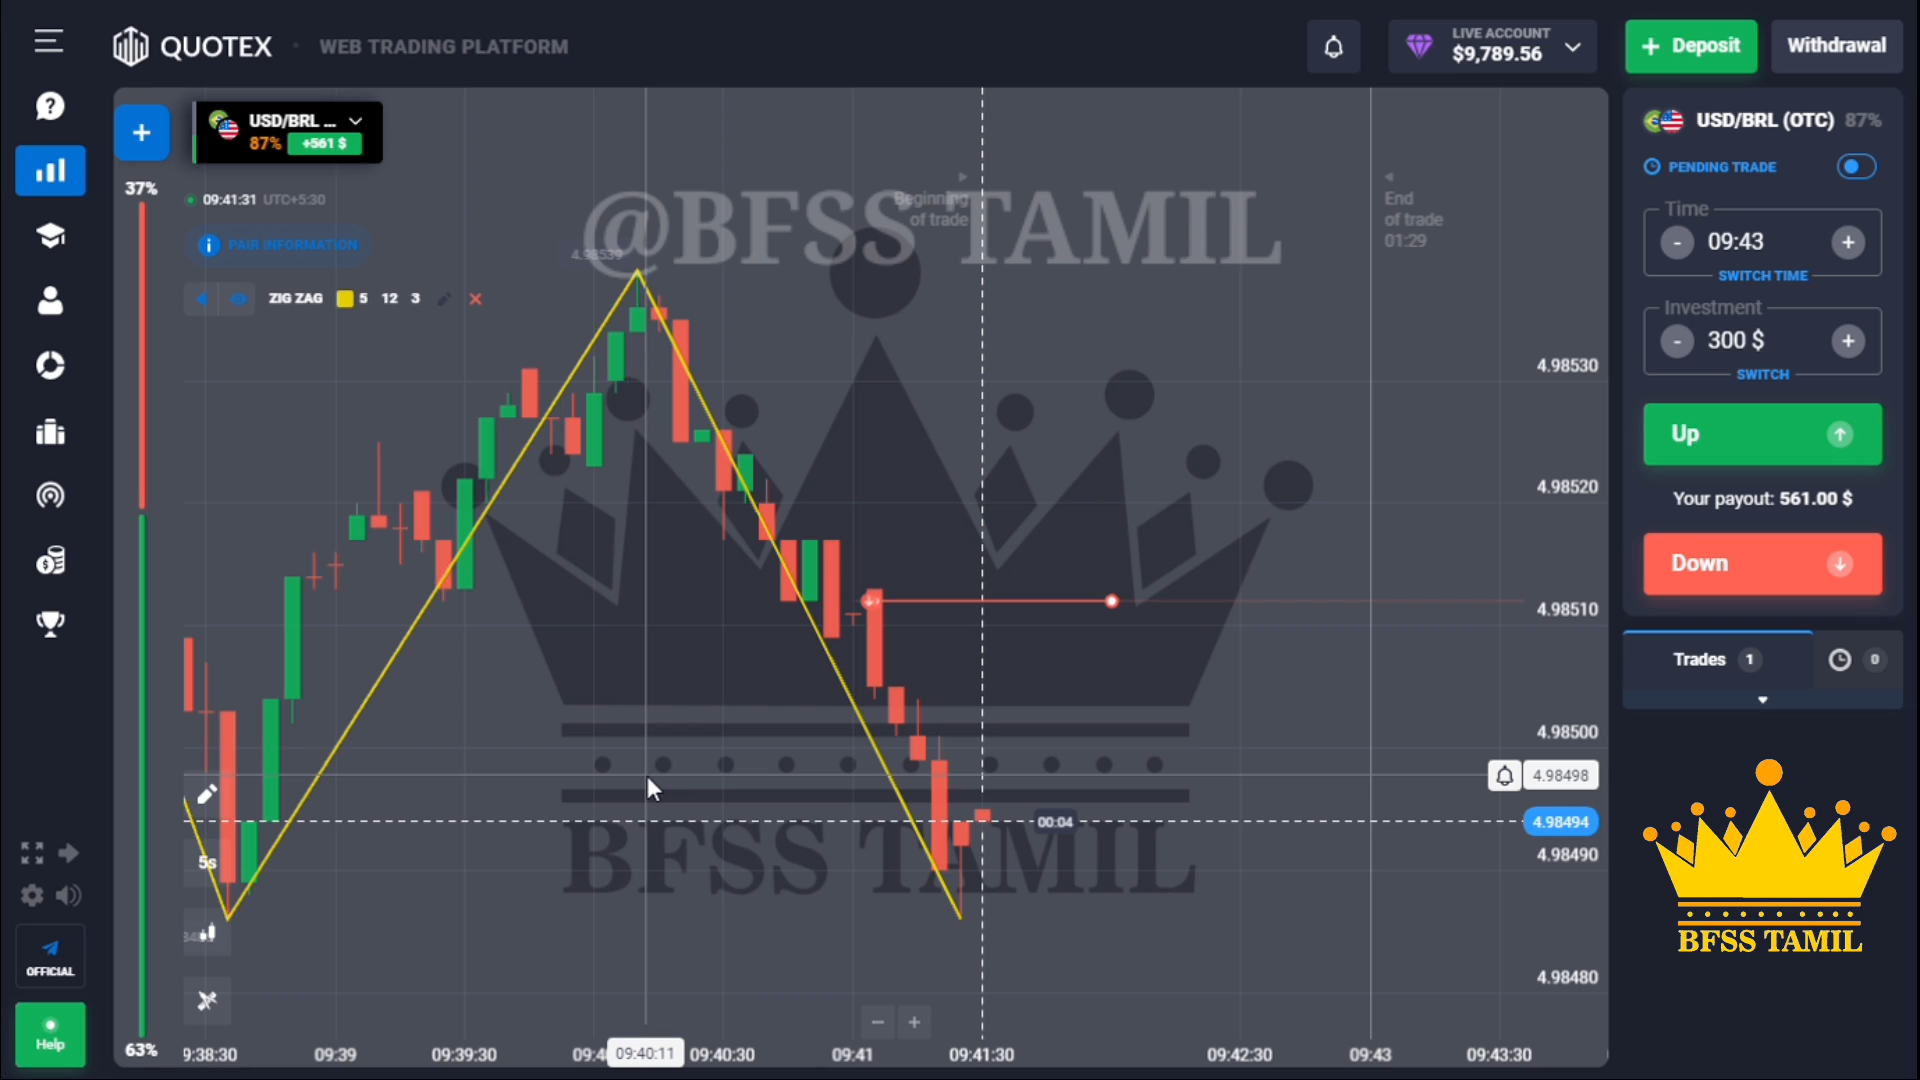 QUOTEX
WEB TRADING PLATFORM
LIVE ACCOUNT
$9,789.56
+ Deposit
Withdrawal
+
USD/BRL ...
87%
+561 $
37%
09:41:31 UTC+5:30
i PAIR INFORMATION
ZIG ZAG 5 12 3
4.98539
@BFSS TAMIL
Beginning
of trade
End
of trade
01:29
4.98530
4.98520
4.98510
4.98500
4.98498
00:04
4.98494
4.98490
4.98480
BFSS TAMIL
5s
63%
9:38:30
09:39
09:39:30
09:40:11
09:40:30
09:41
09:41:30
09:42:30
09:43
09:43:30
OFFICIAL
Help
USD/BRL (OTC) 87%
PENDING TRADE
Time
- 09:43 +
SWITCH TIME
Investment
- 300 $ +
SWITCH
Up
Your payout: 561.00 $
Down
Trades 1
0
BFSS TAMIL